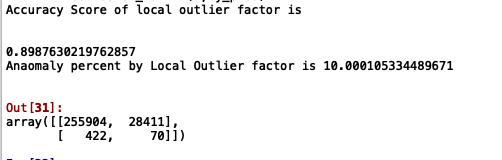 Accuracy Score of local outlier factor is
0.8987630219762857
Anaomaly percent by Local Outlier factor is 10.000105334489671
Out[31]:
array([[255904,  28411],
       [   422,     70]])